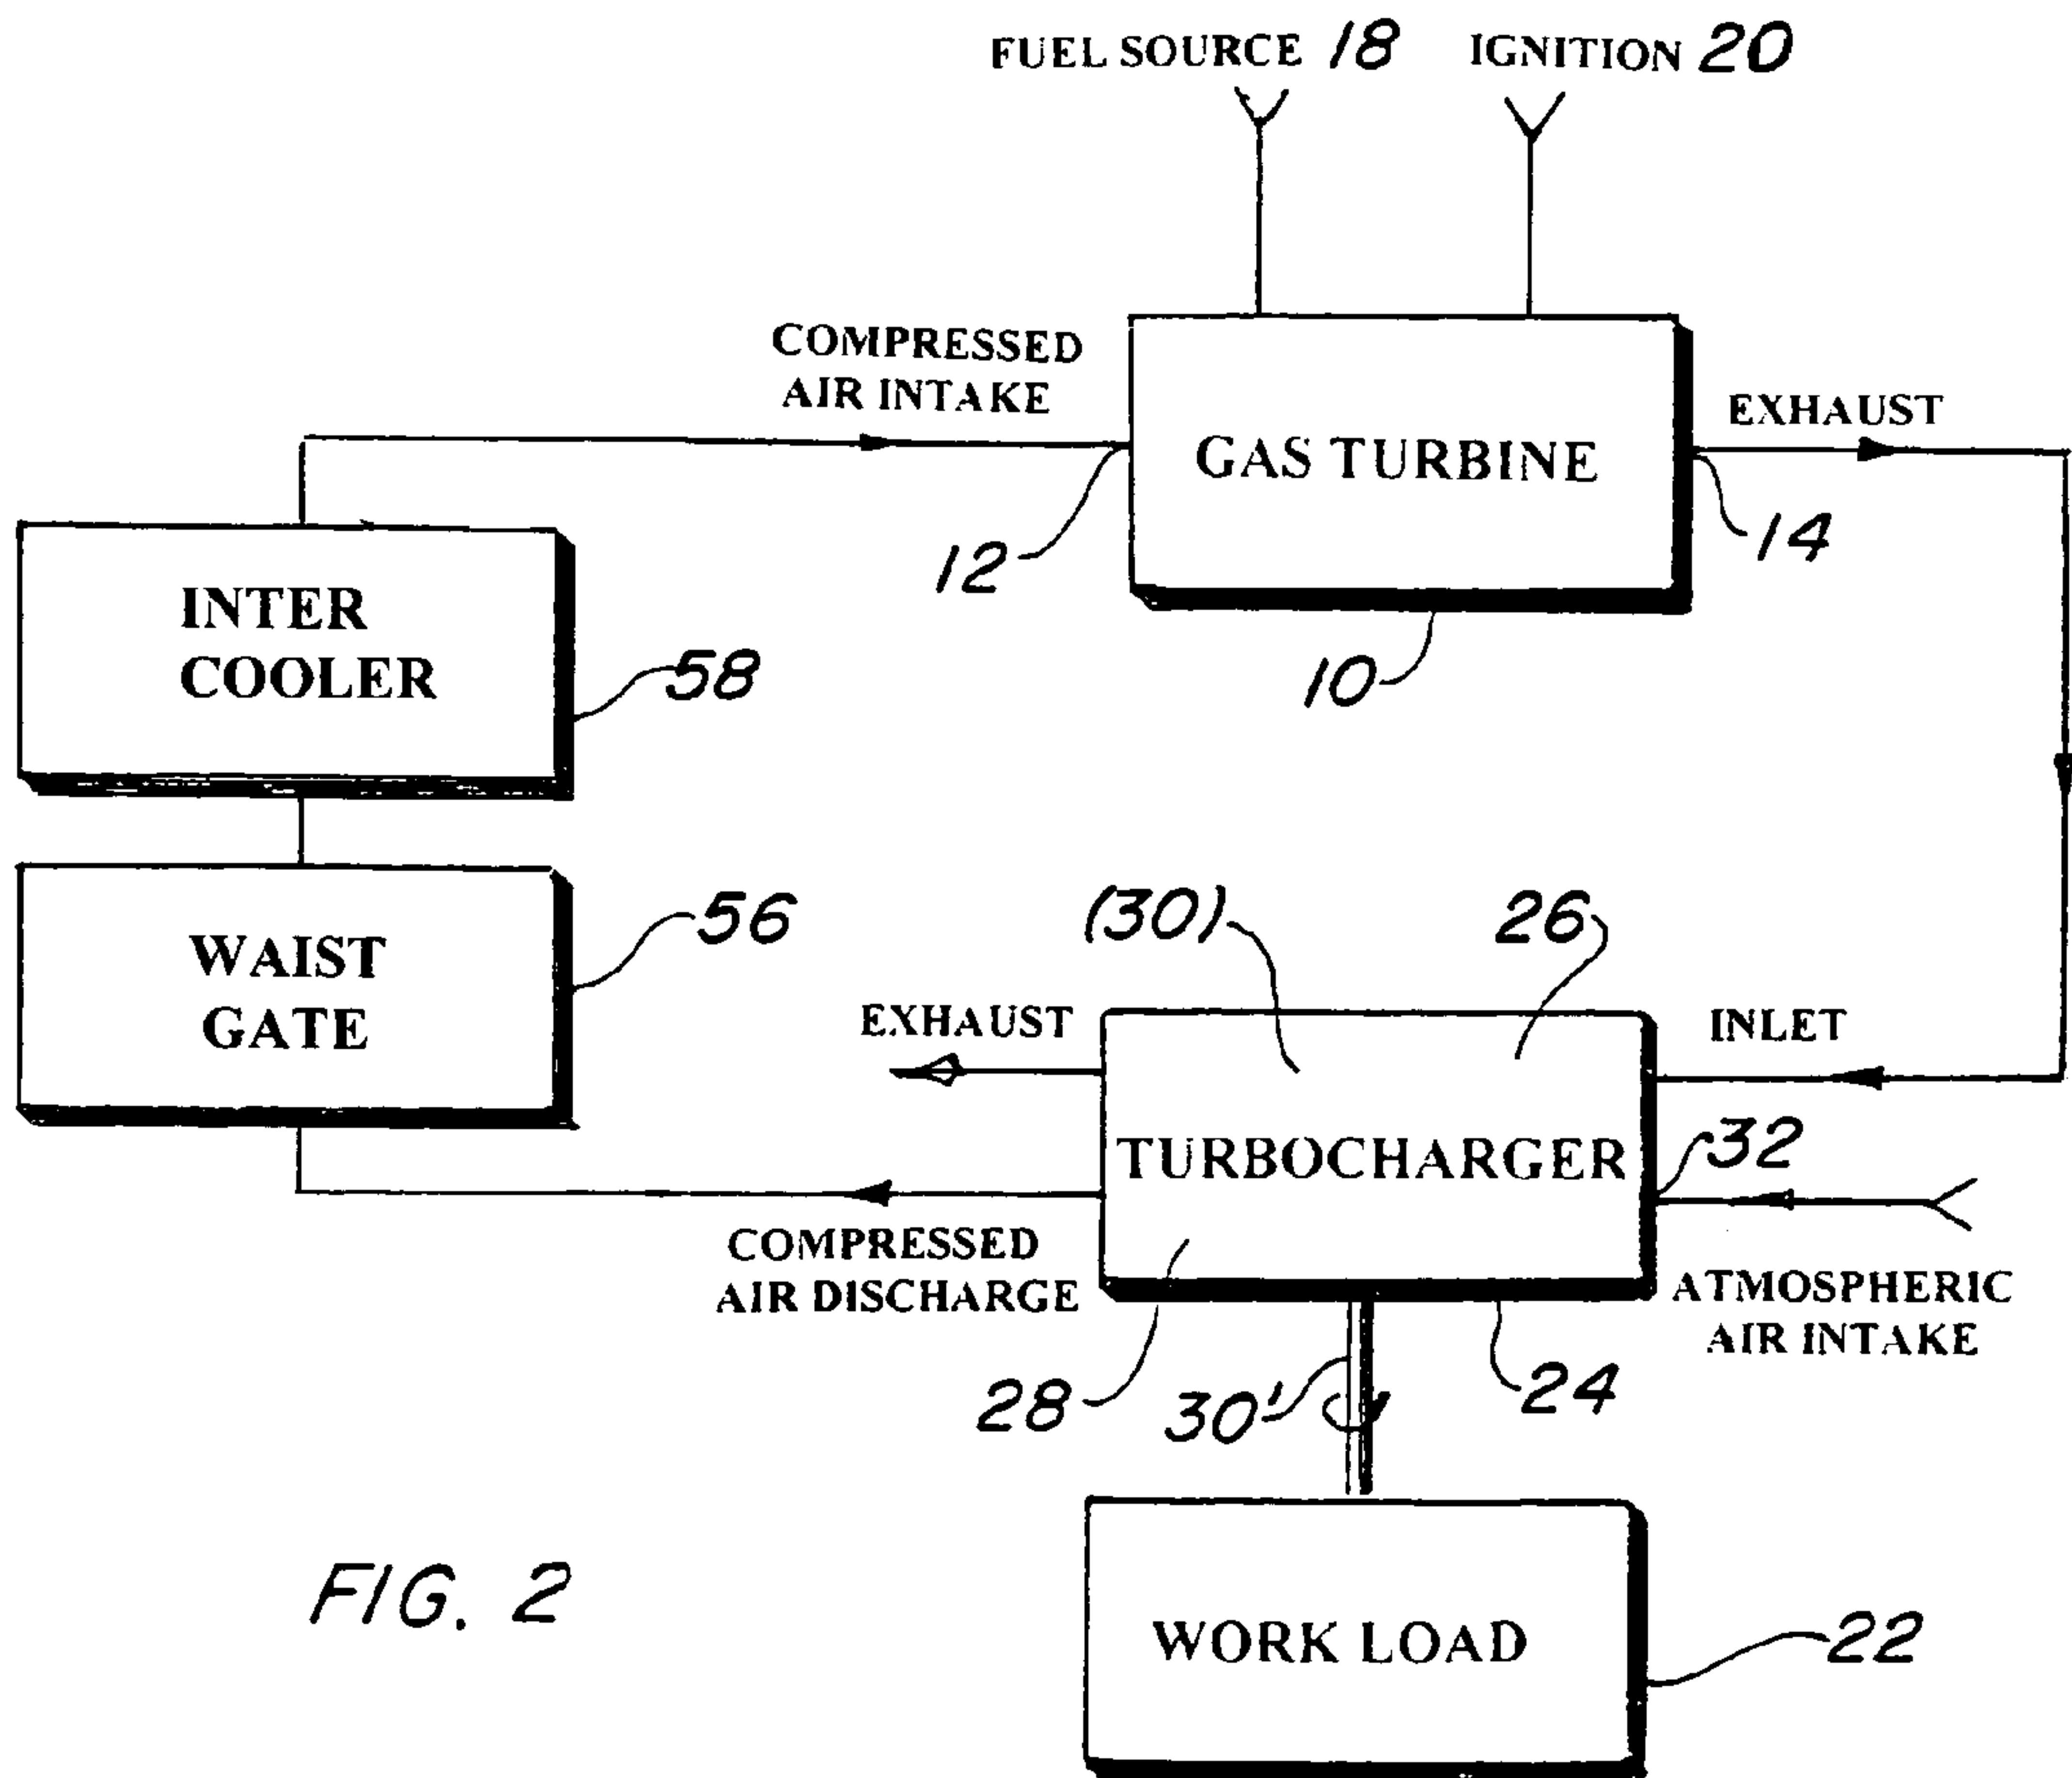 FUEL SOURCE 18
IGNITION 20
COMPRESSED
AIR INTAKE
GAS TURBINE
EXHAUST
12
14
10
INTER
COOLER
58
WAIST
GATE
56
(30)
26
EXHAUST
INLET
TURBOCHARGER
32
COMPRESSED
AIR DISCHARGE
ATMOSPHERIC
AIR INTAKE
28
30'
24
WORK LOAD
22
FIG. 2